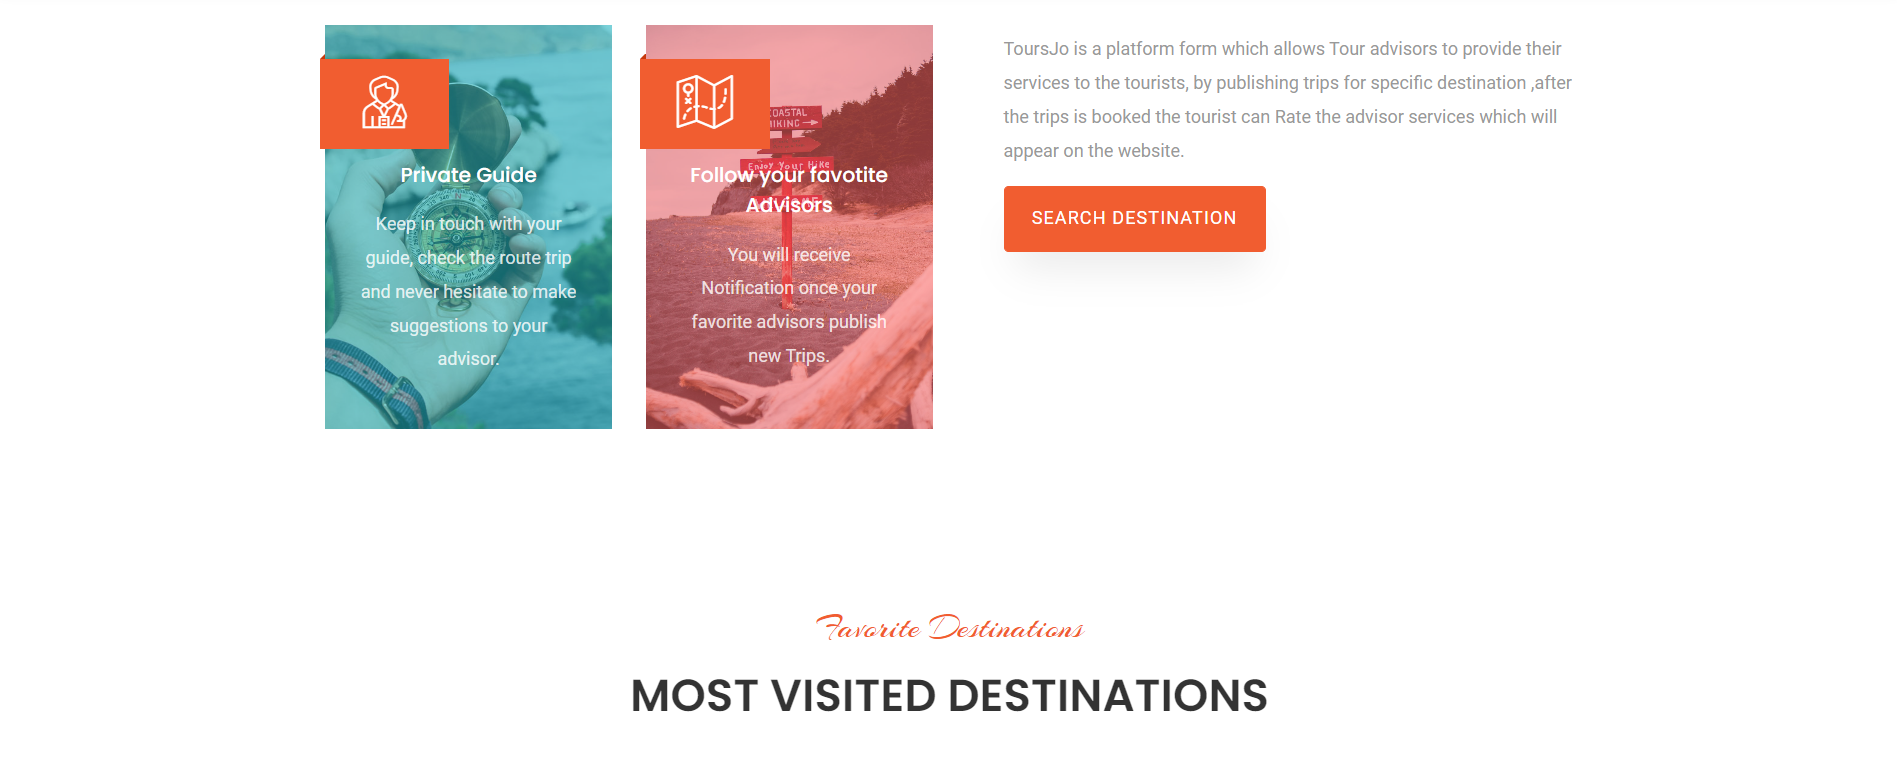 Private Guide
Keep in touch with your
guide, check the route trip
and never hesitate to make
suggestions to your
advisor.
COASTAL
HIKING
Enjoy Your Hike
Follow your favotite
Advisors
You will receive
Notification once your
favorite advisors publish
new Trips.
ToursJo is a platform form which allows Tour advisors to provide their
services to the tourists, by publishing trips for specific destination ,after
the trips is booked the tourist can Rate the advisor services which will
appear on the website.
SEARCH DESTINATION
Favorite Destinations
MOST VISITED DESTINATIONS